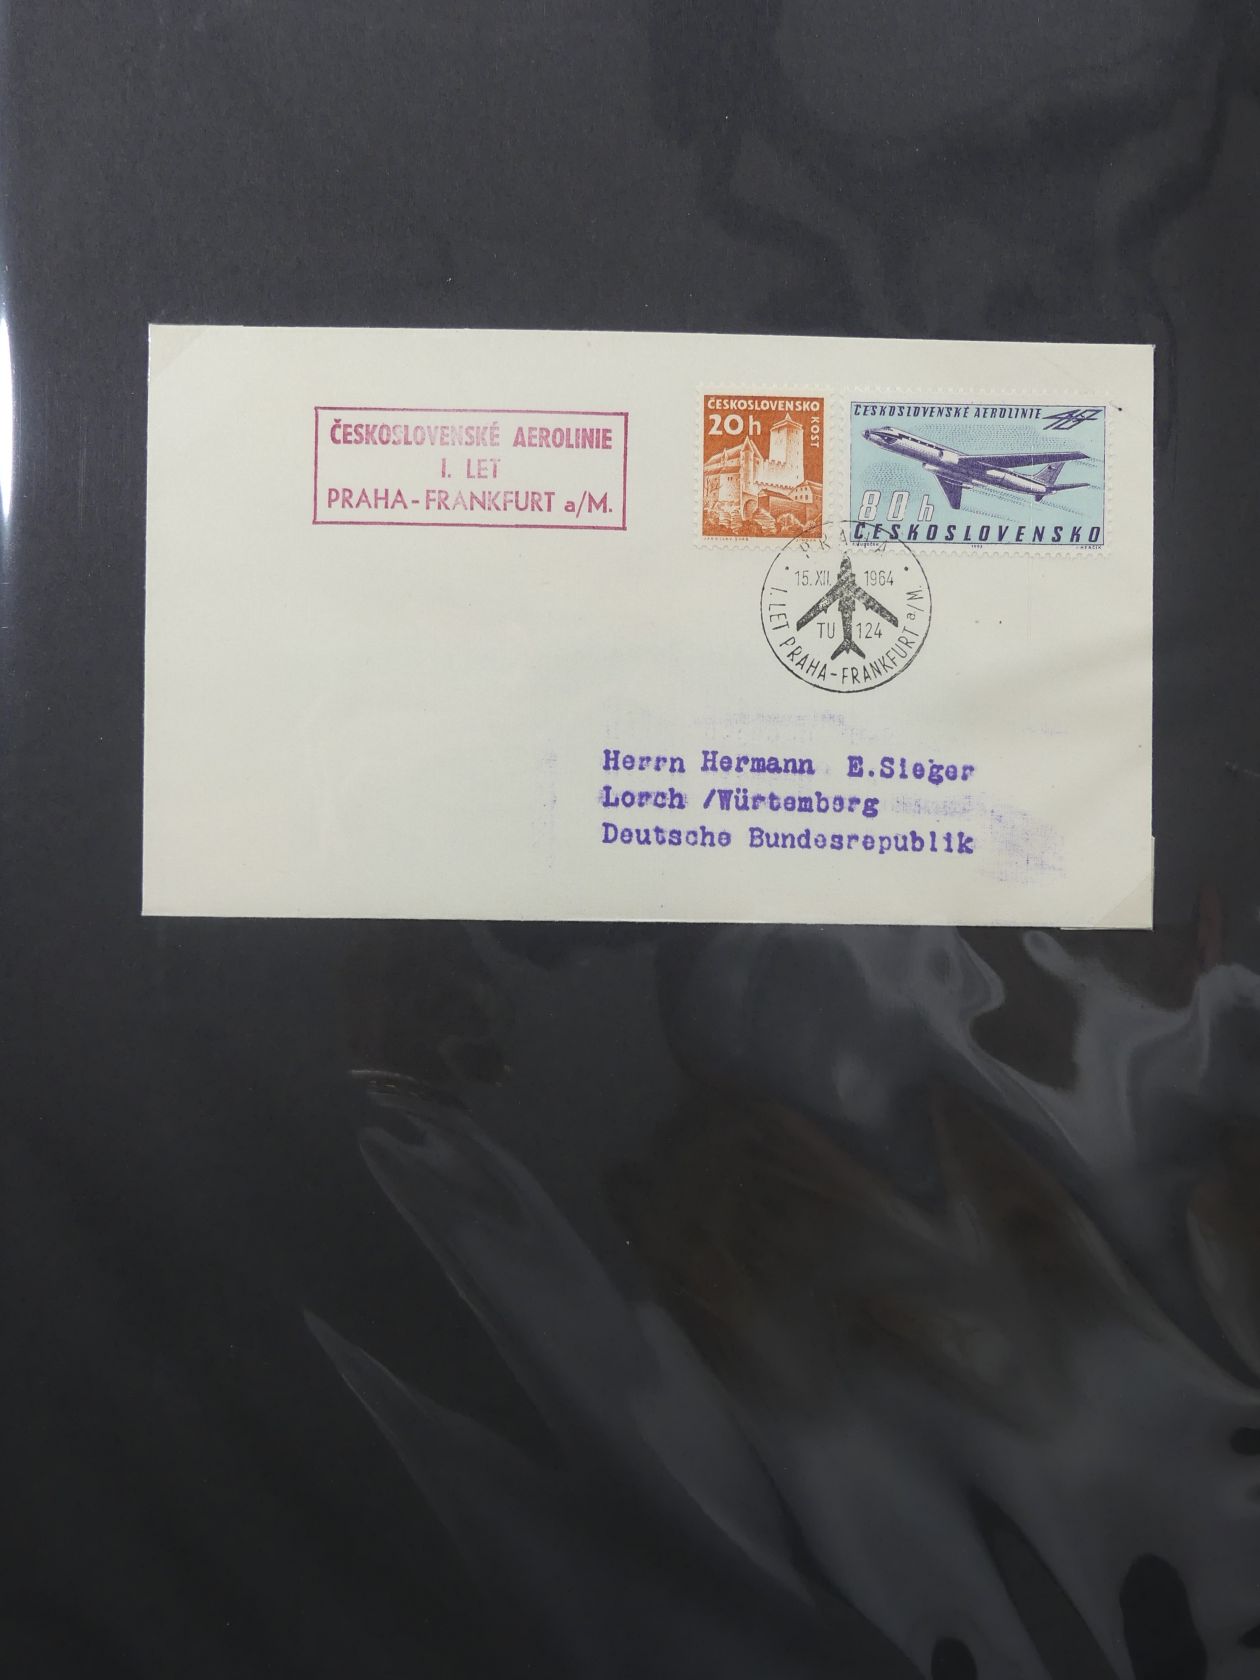 ČESKOSLOVENSKÉ AEROLINIE
I. LET
PRAHA-FRANKFURT a/M.
ČESKOSLOVENSKO
20h
KOST
ČESKOSLOVENSKÉ AEROLINIE
80h
ČESKOSLOVENSKO
PRAHA
15.XII. 1964
TU 124
I. LET PRAHA-FRANKFURT a/M.
Herrn Hermann E.Sieger
Lorch /Würtemberg
Deutsche Bundesrepublik